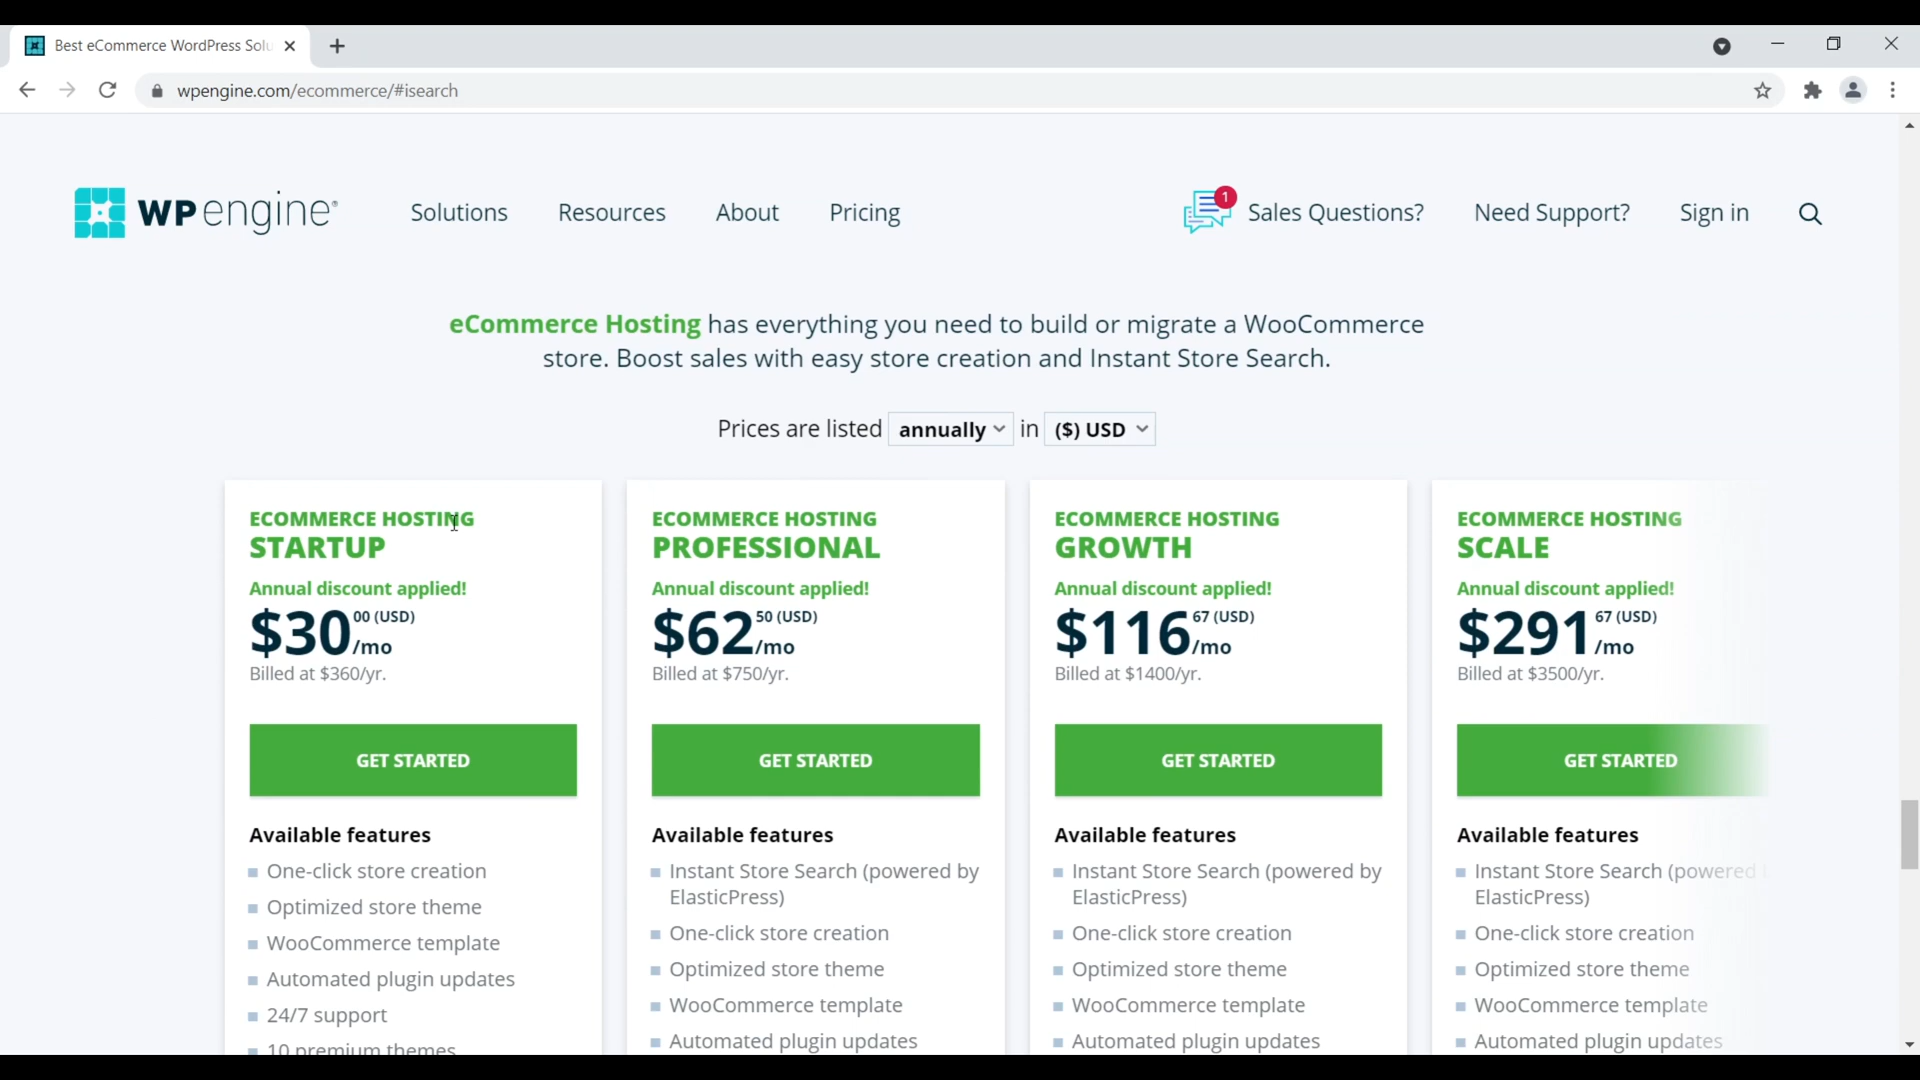 Best eCommerce WordPress Solu
wpengine.com/ecommerce/#isearch
WP engine®
Solutions
Resources
About
Pricing
1
Sales Questions?
Need Support?
Sign in
eCommerce Hosting has everything you need to build or migrate a WooCommerce
store. Boost sales with easy store creation and Instant Store Search.
Prices are listed annually in ($) USD
ECOMMERCE HOSTING
STARTUP
Annual discount applied!
$30 00 (USD) /mo
Billed at $360/yr.
GET STARTED
Available features
One-click store creation
Optimized store theme
WooCommerce template
Automated plugin updates
24/7 support
10 premium themes
ECOMMERCE HOSTING
PROFESSIONAL
Annual discount applied!
$62 50 (USD) /mo
Billed at $750/yr.
GET STARTED
Available features
Instant Store Search (powered by
ElasticPress)
One-click store creation
Optimized store theme
WooCommerce template
Automated plugin updates
ECOMMERCE HOSTING
GROWTH
Annual discount applied!
$116 67 (USD) /mo
Billed at $1400/yr.
GET STARTED
Available features
Instant Store Search (powered by
ElasticPress)
One-click store creation
Optimized store theme
WooCommerce template
Automated plugin updates
ECOMMERCE HOSTING
SCALE
Annual discount applied!
$291 67 (USD) /mo
Billed at $3500/yr.
GET STARTED
Available features
Instant Store Search (powered
ElasticPress)
One-click store creation
Optimized store theme
WooCommerce template
Automated plugin updates